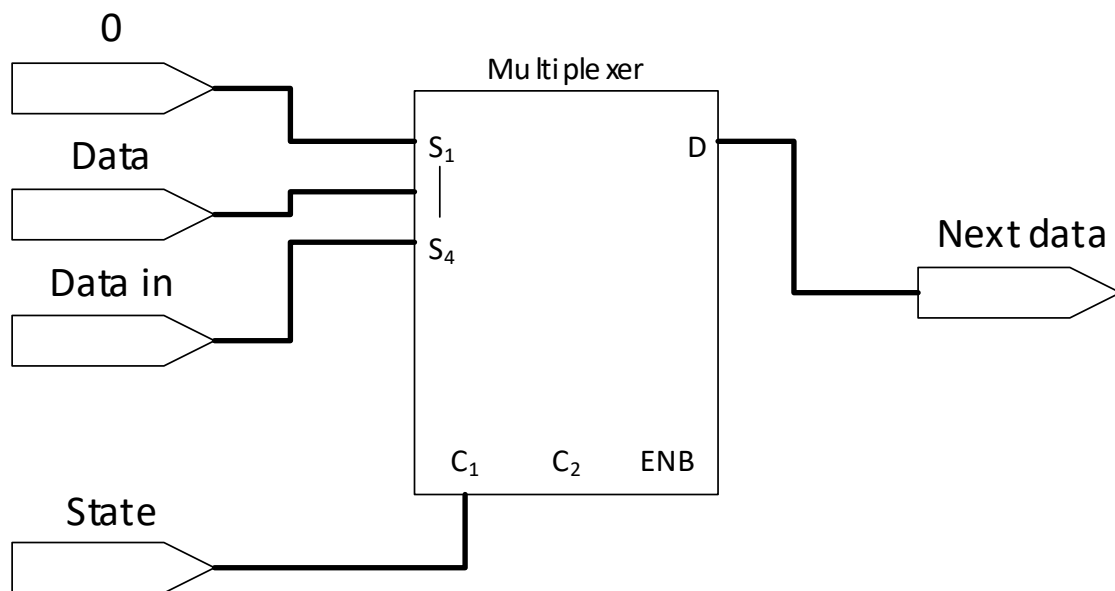 0
Multiplexer
Data
S₁
D
S₄
Data in
Next data
C₁ C₂ ENB
State